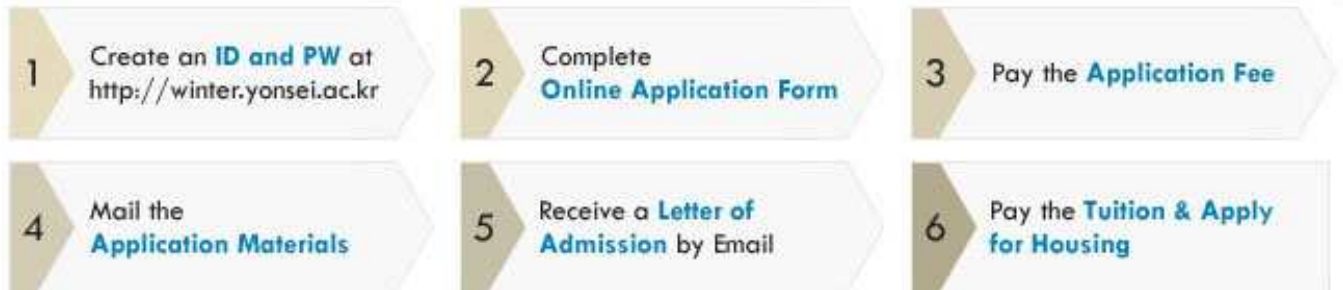 1
Create an ID and PW at
http://winter.yonsei.ac.kr
2
Complete
Online Application Form
3
Pay the Application Fee
4
Mail the
Application Materials
5
Receive a Letter of
Admission by Email
6
Pay the Tuition & Apply
for Housing